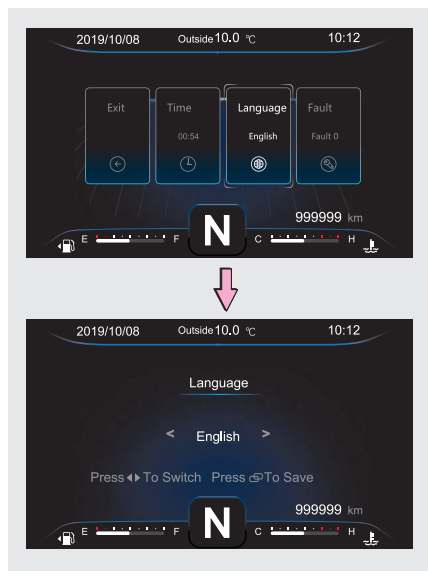 2019/10/08 Outside 10.0 °C 10:12
Exit Time Language Fault
00:54 English Fault 0
999999 km
E F N C H
2019/10/08 Outside 10.0 °C 10:12
Language
< English >
Press To Switch Press To Save
999999 km
E F N C H